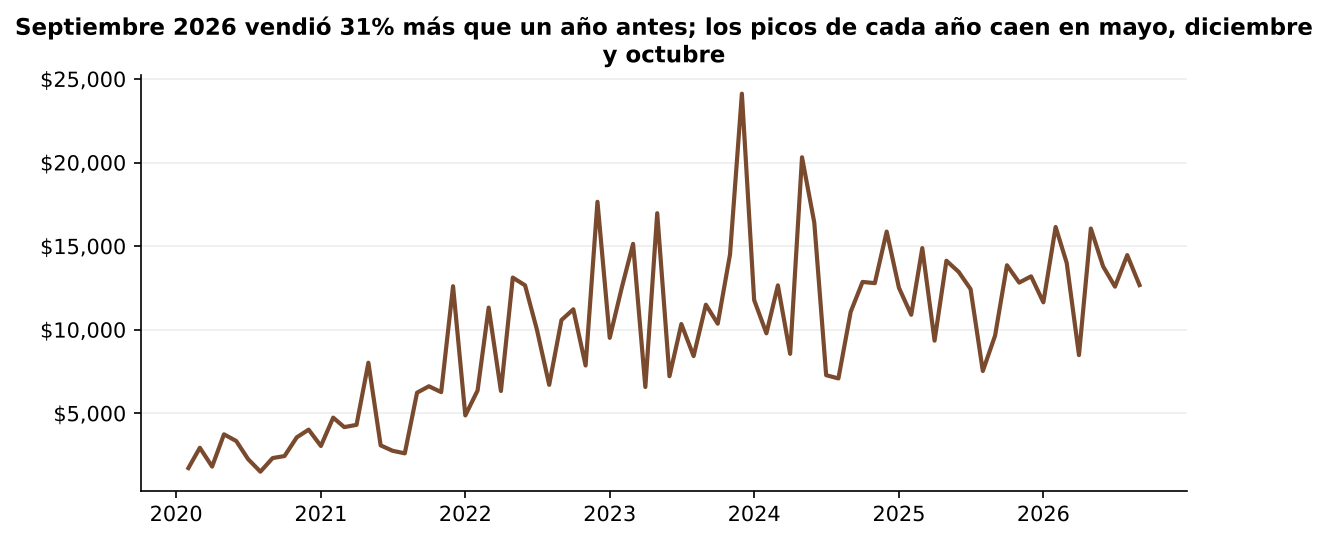 Septiembre 2026 vendió 31% más que un año antes; los picos de cada año caen en mayo, diciembre
y octubre
$25,000
$20,000
$15,000
$10,000
$5,000
2020 2021 2022 2023 2024 2025 2026